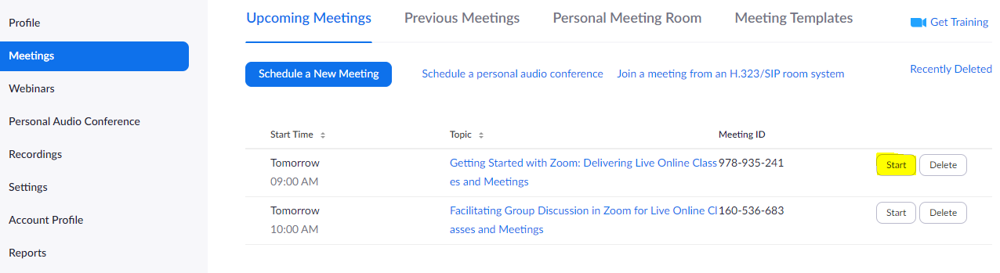 Profile
Meetings
Webinars
Personal Audio Conference
Recordings
Settings
Account Profile
Reports
Upcoming Meetings Previous Meetings Personal Meeting Room Meeting Templates
Get Training
Schedule a New Meeting Schedule a personal audio conference Join a meeting from an H.323/SIP room system
Recently Deleted
Start Time Topic Meeting ID
Tomorrow Getting Started with Zoom: Delivering Live Online Class 978-935-241 Start Delete
09:00 AM es and Meetings
Tomorrow Facilitating Group Discussion in Zoom for Live Online Cl 160-536-683 Start Delete
10:00 AM asses and Meetings